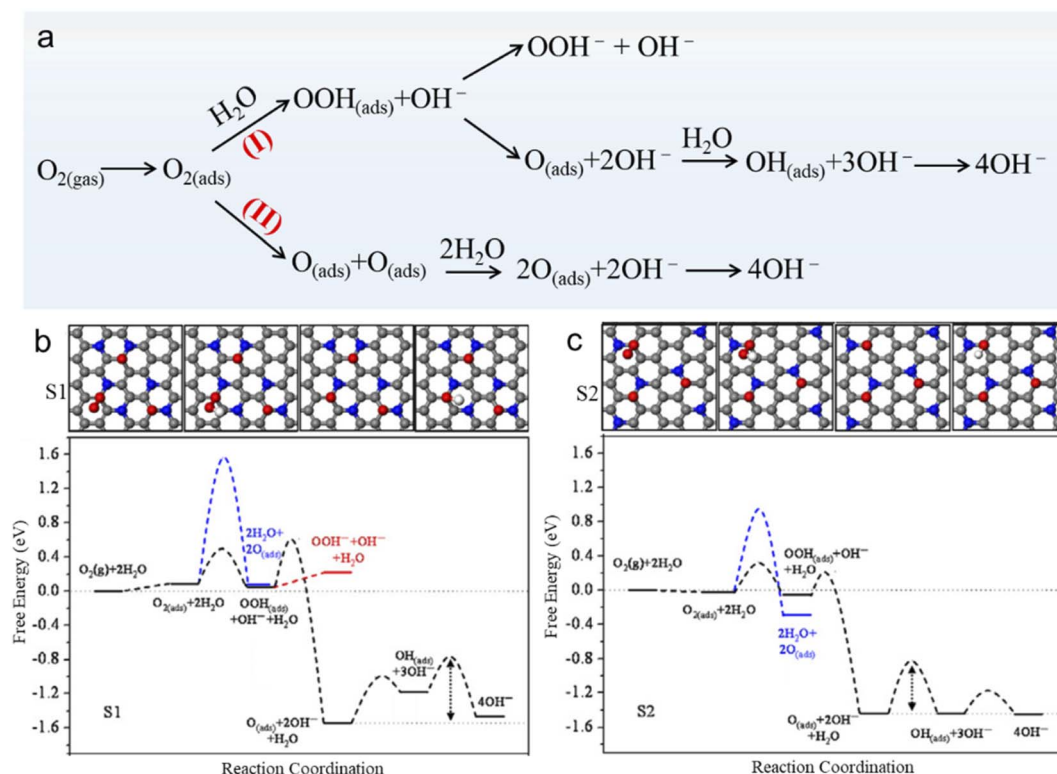 a
OOH⁻ + OH⁻
H₂O
OOH(ads)+OH⁻
(I)
H₂O
O₂(gas)
O₂(ads)
O(ads)+2OH⁻
OH(ads)+3OH⁻
4OH⁻
(II)
2H₂O
O(ads)+O(ads)
2O(ads)+2OH⁻
4OH⁻
b
S1
Free Energy (eV)
1.6
1.2
0.8
0.4
0.0
-0.4
-0.8
-1.2
-1.6
O₂(g)+2H₂O
O₂(ads)+2H₂O
2H₂O+
2O(ads)
OOH(ads)
+OH⁻+H₂O
OOH⁻+OH⁻
+H₂O
OH(ads)
+3OH⁻
O(ads)+2OH⁻
+H₂O
4OH⁻
S1
Reaction Coordination
c
S2
Free Energy (eV)
1.6
1.2
0.8
0.4
0.0
-0.4
-0.8
-1.2
-1.6
O₂(g)+2H₂O
O₂(ads)+2H₂O
OOH(ads)+OH⁻
+H₂O
2H₂O+
2O(ads)
O(ads)+2OH⁻
+H₂O
OH(ads)+3OH⁻
4OH⁻
S2
Reaction Coordination